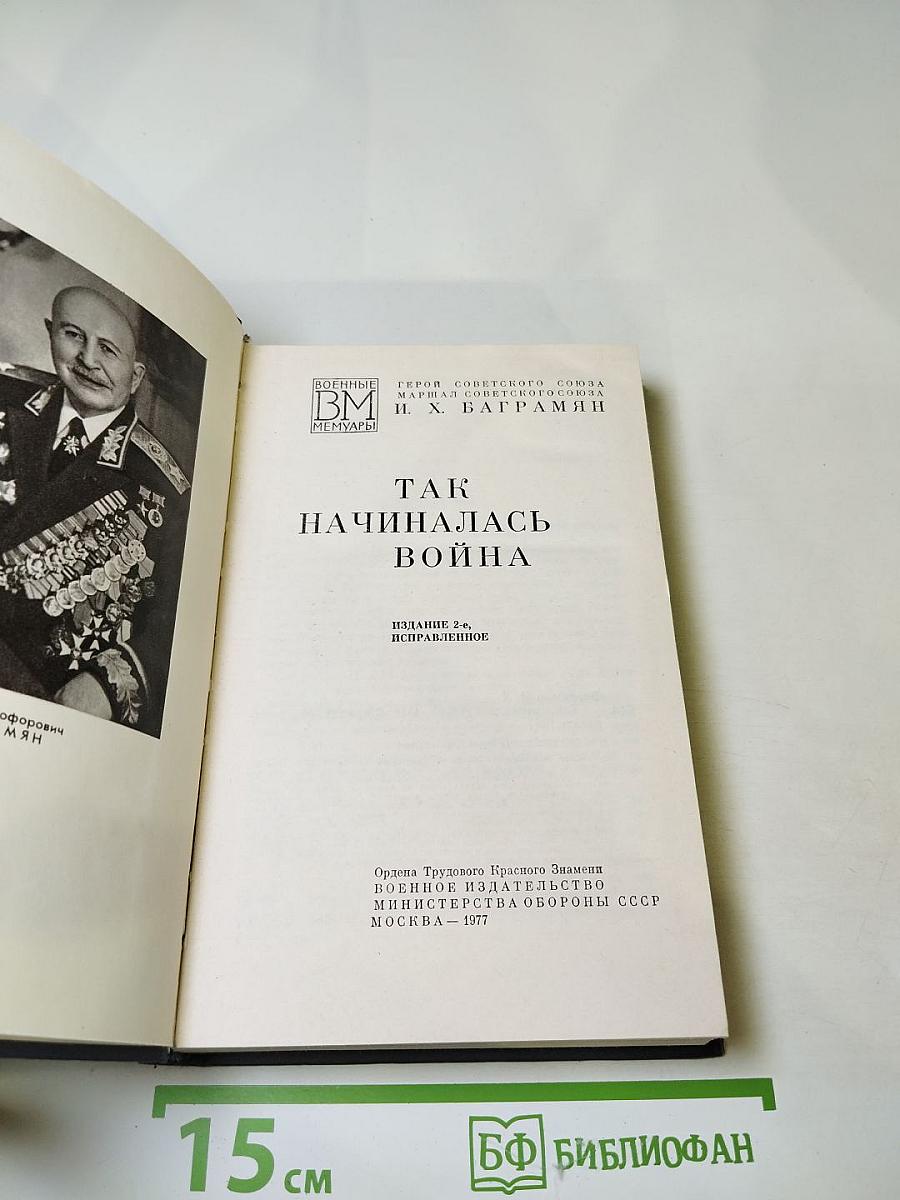 офорович
МЯН
ВОЕННЫЕ
ВМ
МЕМУАРЫ
ГЕРОЙ СОВЕТСКОГО СОЮЗА
МАРШАЛ СОВЕТСКОГО СОЮЗА
И. Х. БАГРАМЯН
ТАК
НАЧИНАЛАСЬ
ВОЙНА
ИЗДАНИЕ 2-е,
ИСПРАВЛЕННОЕ
Ордена Трудового Красного Знамени
ВОЕННОЕ ИЗДАТЕЛЬСТВО
МИНИСТЕРСТВА ОБОРОНЫ СССР
МОСКВА — 1977
15 см
БФ БИБЛИОФАН